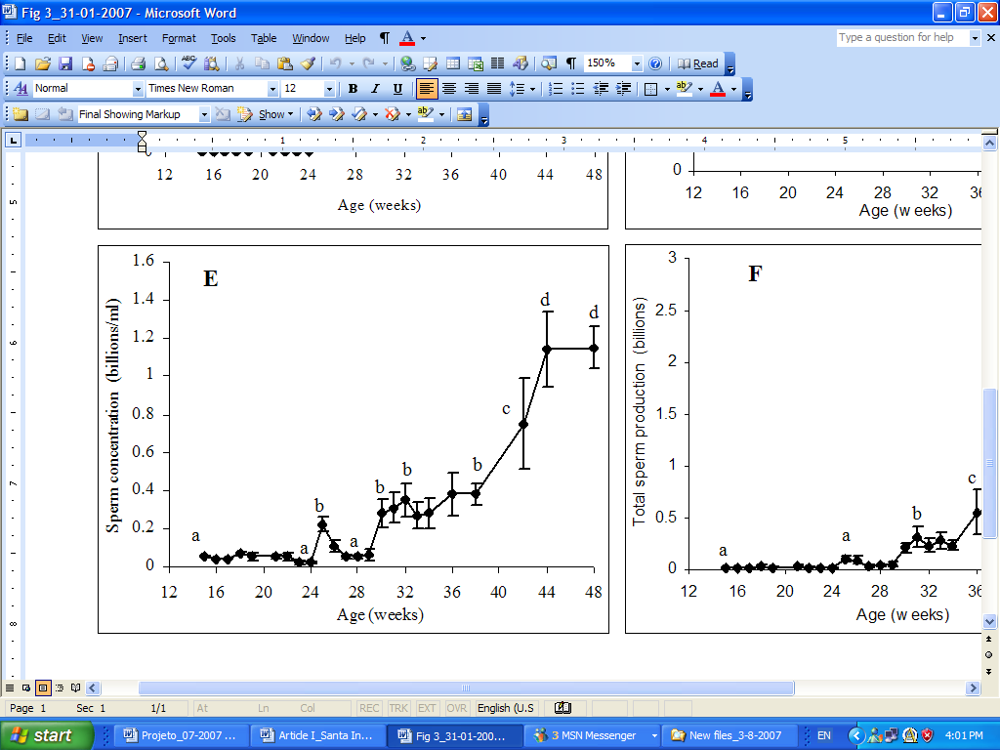 Fig 3_31-01-2007 - Microsoft Word
File Edit View Insert Format Tools Table Window Help Type a question for help
150% Read
Normal Times New Roman 12 B I U
Final Showing Markup Show
1 2 3 4 5
12 16 20 24 28 32 36 40 44 48
Age (weeks)
0
12 16 20 24 28 32 36
Age (weeks)
E
Sperm concentration (billions/ml)
1.6
1.4
1.2
1
0.8
0.6
0.4
0.2
0
a b a a b b b c d d
12 16 20 24 28 32 36 40 44 48
Age (weeks)
F
Total sperm production (billions)
3
2.5
2
1.5
1
0.5
0
a a b c
12 16 20 24 28 32 36
Age (weeks)
5
6
7
8
Page 1 Sec 1 1/1 At Ln Col REC TRK EXT OVR English (U.S
start Projeto_07-2007 ... Article I_Santa In... Fig 3_31-01-200... 3 MSN Messenger New files_3-8-2007 EN 4:01 PM